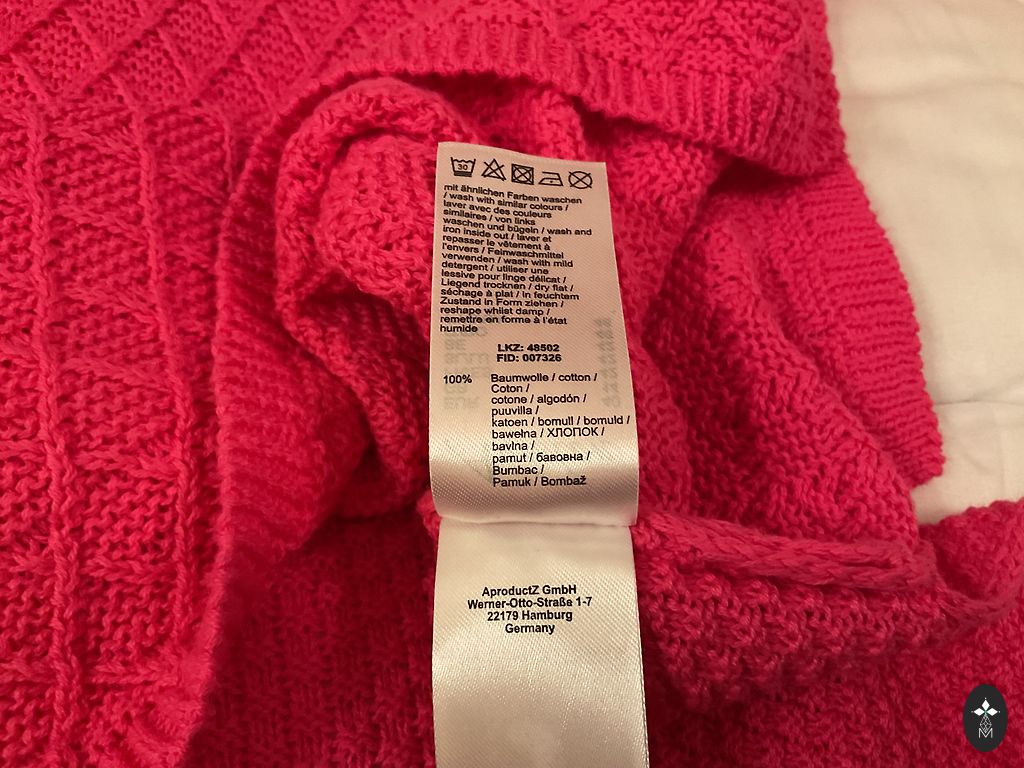 30
mit ähnlichen Farben waschen
/ wash with similar colours /
laver avec des couleurs
similaires / von links
waschen und bügeln / wash and
iron inside out / laver et
repasser le vêtement à
l'envers / Feinwaschmittel
verwenden / wash with mild
detergent / utiliser une
lessive pour linge délicat /
Liegend trocknen / dry flat /
séchage à plat / in feuchtem
Zustand in Form ziehen /
reshape whilst damp /
remettre en forme à l'état
humide
LKZ: 48502
FID: 007326
100% Baumwolle / cotton /
Coton /
cotone / algodón /
puuvilla /
katoen / bomull / bomuld /
bawełna / ХЛОПОК /
bavlna /
pamut / бавовна /
Bumbac /
Pamuk / Bombaž
AproductZ GmbH
Werner-Otto-Straße 1-7
22179 Hamburg
Germany
M